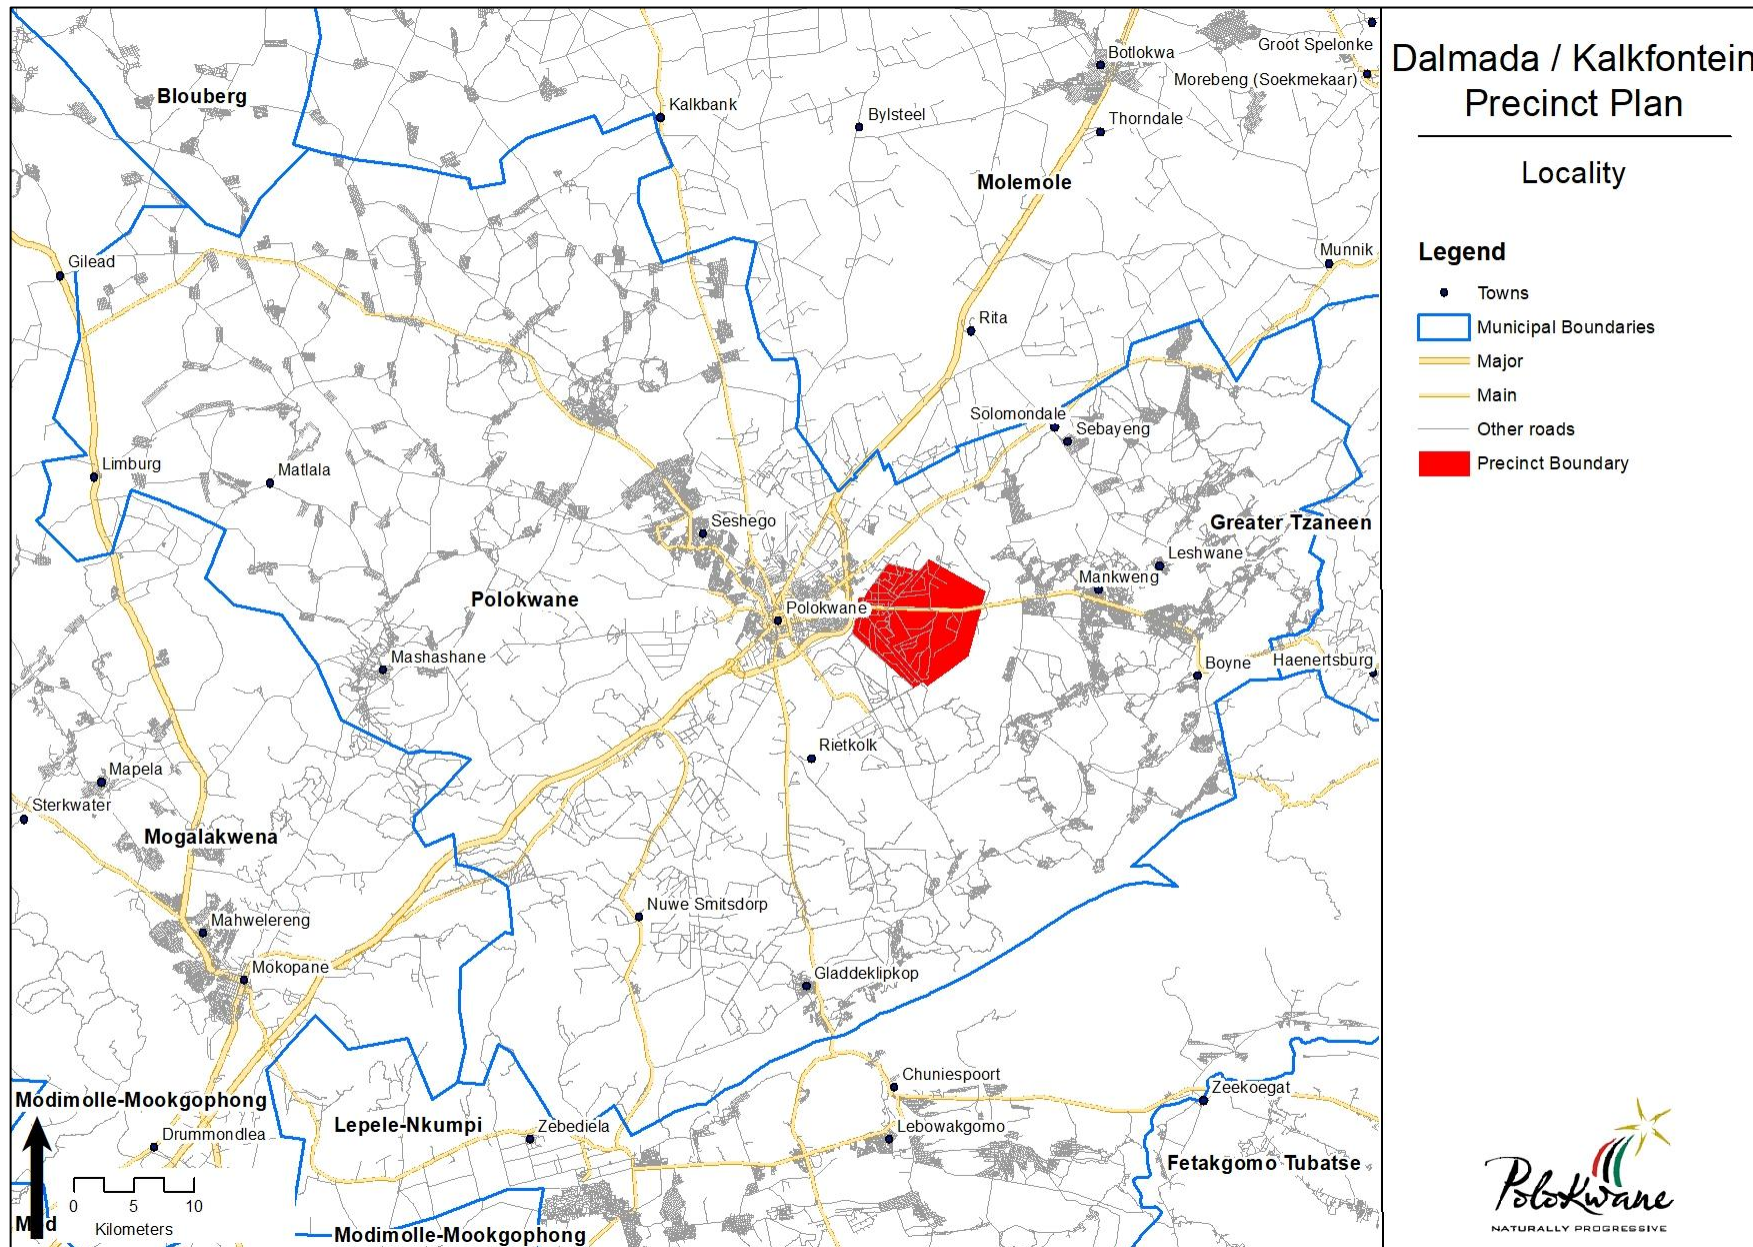 Dalmada / Kalkfontein
Precinct Plan
Locality
Legend
Towns
Municipal Boundaries
Major
Main
Other roads
Precinct Boundary
Botlokwa
Groot Spelonke
Morebeng (Soekmekaar)
Blouberg
Kalkbank
Bylsteel
Thorndale
Molemole
Munnik
Gilead
Rita
Solomondale
Sebayeng
Limburg
Matlala
Seshego
Greater Tzaneen
Leshwane
Mankweng
Polokwane
Polokwane
Mashashane
Boyne
Haenertsburg
Rietkolk
Mapela
Sterkwater
Mogalakwena
Nuwe Smitsdorp
Mahwelereng
Mokopane
Gladdeklipkop
Chuniespoort
Zeekoegat
Modimolle-Mookgophong
Lepele-Nkumpi
Zebediela
Lebowakgomo
Drummondlea
Fetakgomo Tubatse
0 5 10
Kilometers
Modimolle-Mookgophong
Polokwane
NATURALLY PROGRESSIVE